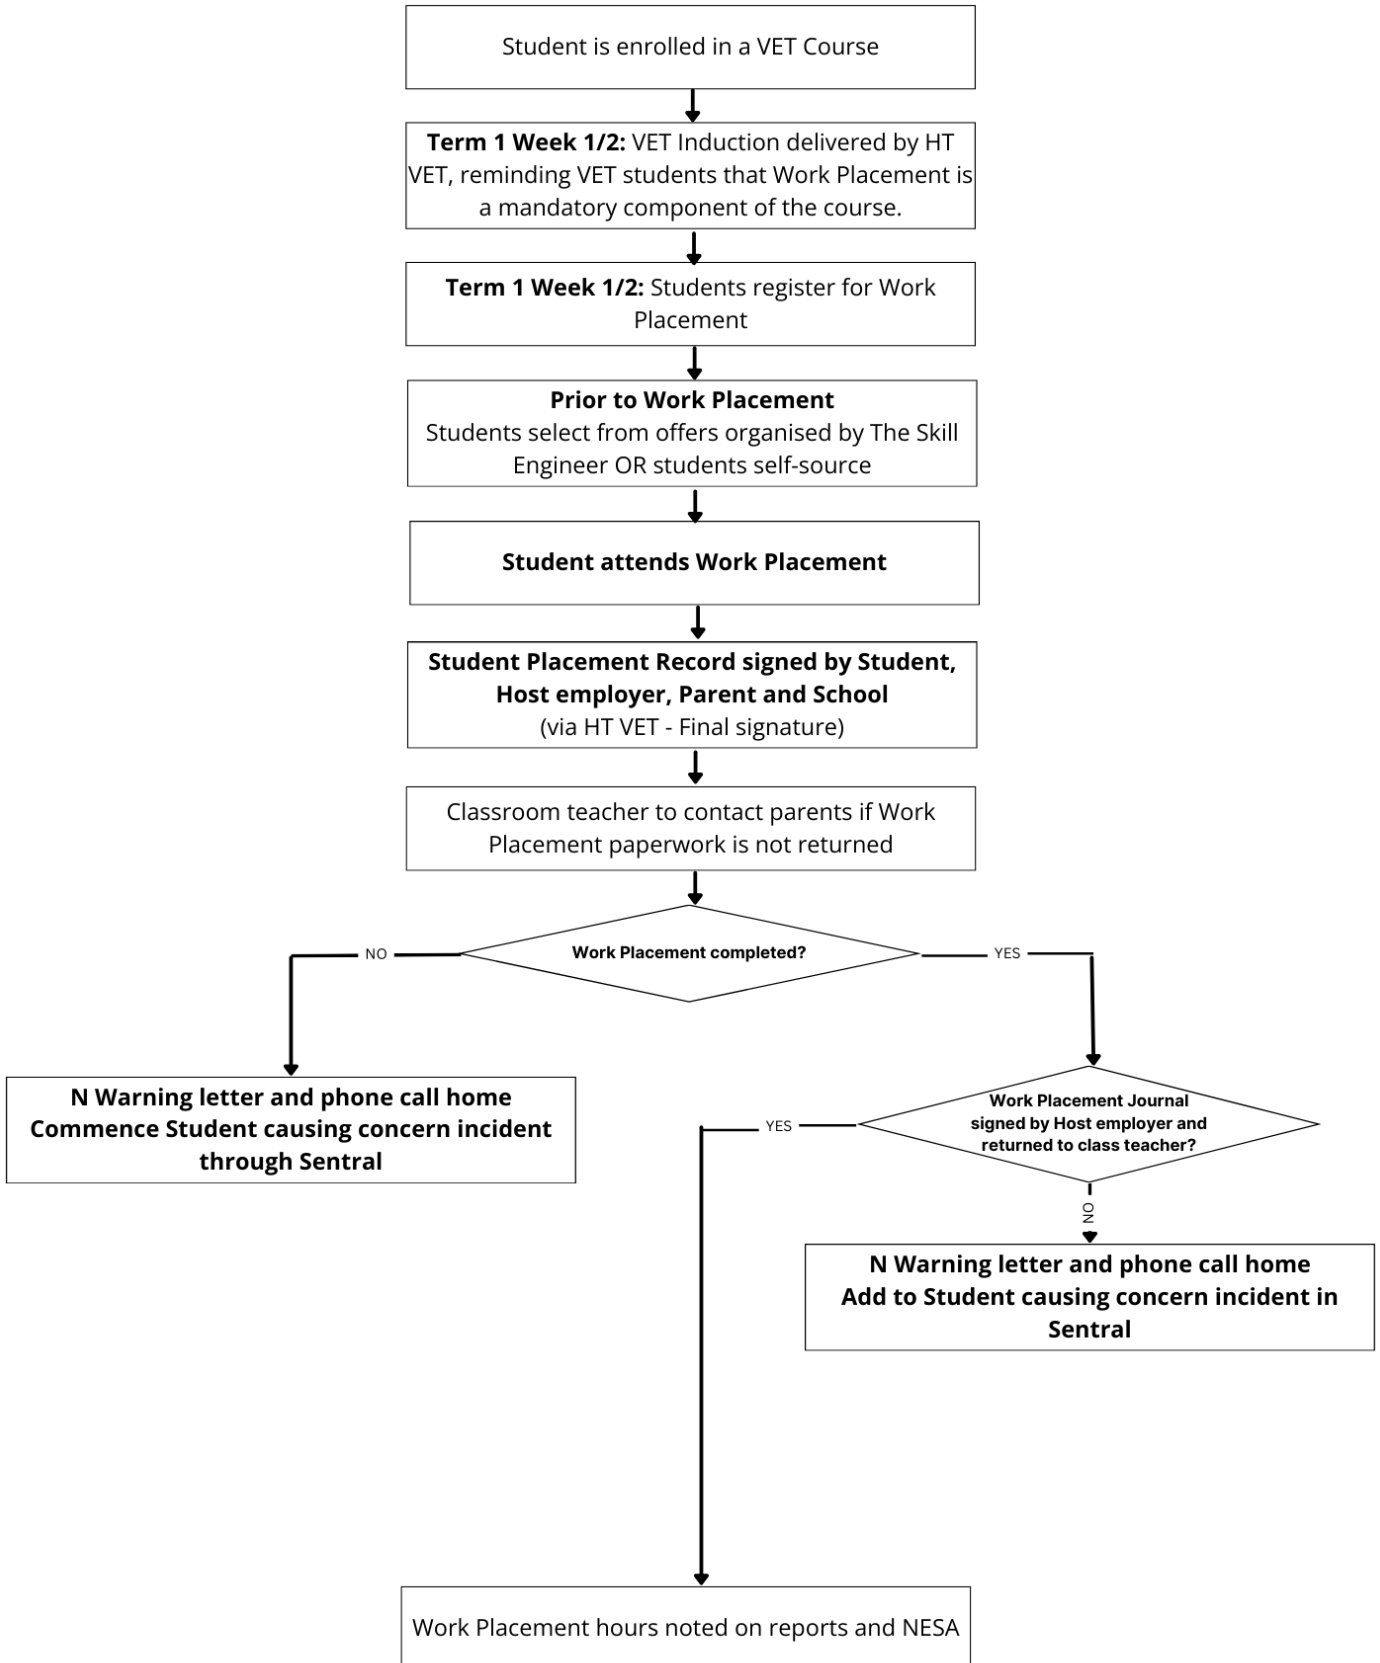 Student is enrolled in a VET Course
Term 1 Week 1/2: VET Induction delivered by HT
VET, reminding VET students that Work Placement is
a mandatory component of the course.
Term 1 Week 1/2: Students register for Work
Placement
Prior to Work Placement
Students select from offers organised by The Skill
Engineer OR students self-source
Student attends Work Placement
Student Placement Record signed by Student,
Host employer, Parent and School
(via HT VET - Final signature)
Classroom teacher to contact parents if Work
Placement paperwork is not returned
Work Placement completed?
NO
YES
N Warning letter and phone call home
Commence Student causing concern incident
through Sentral
Work Placement Journal
signed by Host employer and
returned to class teacher?
YES
NO
N Warning letter and phone call home
Add to Student causing concern incident in
Sentral
Work Placement hours noted on reports and NESA